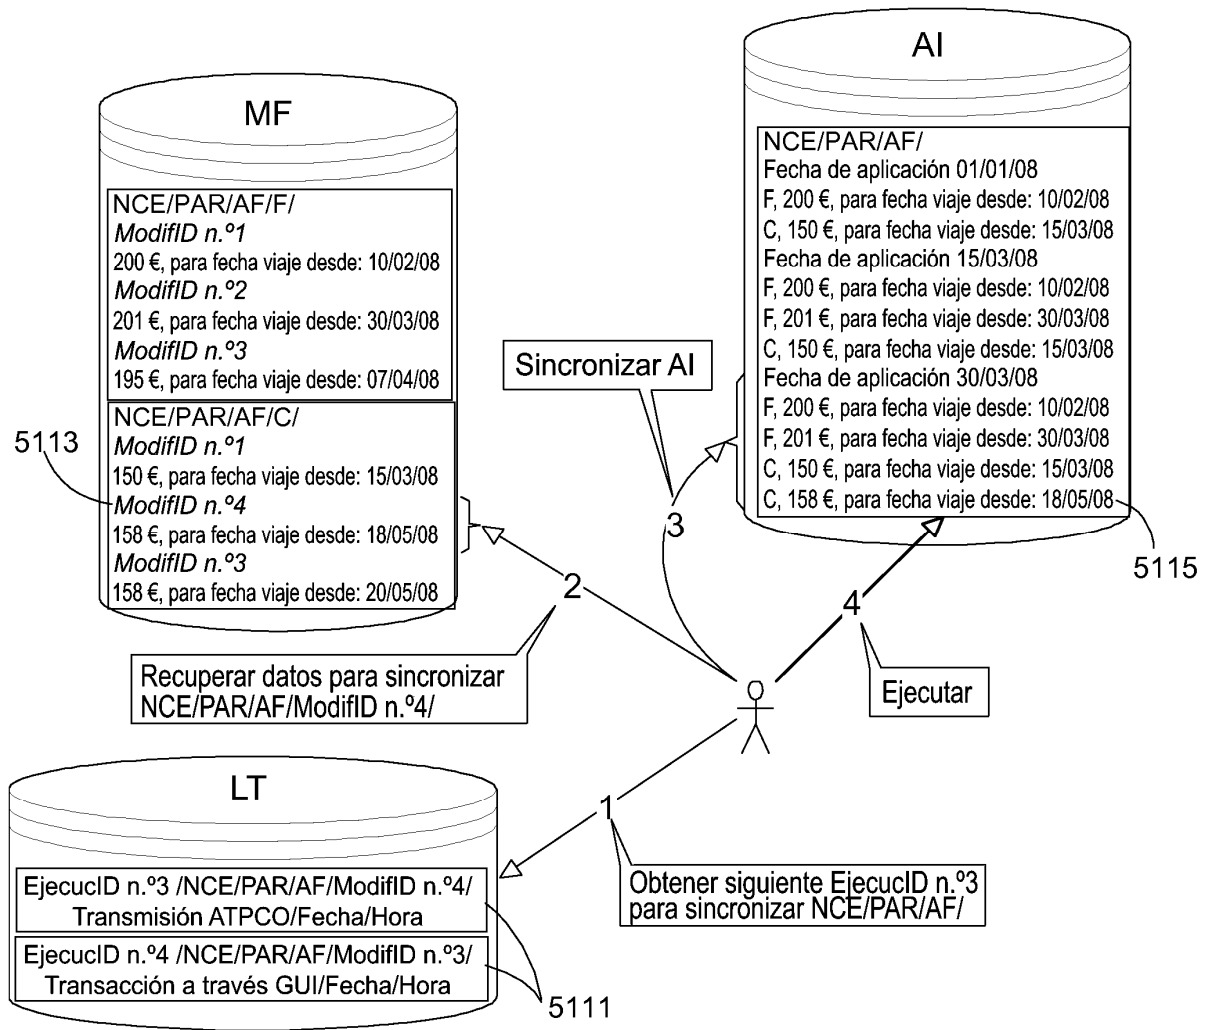 MF
NCE/PAR/AF/F/
ModifID n.º1
200 €, para fecha viaje desde: 10/02/08
ModifID n.º2
201 €, para fecha viaje desde: 30/03/08
ModifID n.º3
195 €, para fecha viaje desde: 07/04/08
NCE/PAR/AF/C/
ModifID n.º1
150 €, para fecha viaje desde: 15/03/08
ModifID n.º4
158 €, para fecha viaje desde: 18/05/08
ModifID n.º3
158 €, para fecha viaje desde: 20/05/08
5113
AI
NCE/PAR/AF/
Fecha de aplicación 01/01/08
F, 200 €, para fecha viaje desde: 10/02/08
C, 150 €, para fecha viaje desde: 15/03/08
Fecha de aplicación 15/03/08
F, 200 €, para fecha viaje desde: 10/02/08
F, 201 €, para fecha viaje desde: 30/03/08
C, 150 €, para fecha viaje desde: 15/03/08
Fecha de aplicación 30/03/08
F, 200 €, para fecha viaje desde: 10/02/08
F, 201 €, para fecha viaje desde: 30/03/08
C, 150 €, para fecha viaje desde: 15/03/08
C, 158 €, para fecha viaje desde: 18/05/08
5115
Sincronizar AI
3
2
4
Recuperar datos para sincronizar
NCE/PAR/AF/ModifID n.º4/
Ejecutar
LT
1
EjecucID n.º3 /NCE/PAR/AF/ModifID n.º4/
Transmisión ATPCO/Fecha/Hora
EjecucID n.º4 /NCE/PAR/AF/ModifID n.º3/
Transacción a través GUI/Fecha/Hora
Obtener siguiente EjecucID n.º3
para sincronizar NCE/PAR/AF/
5111